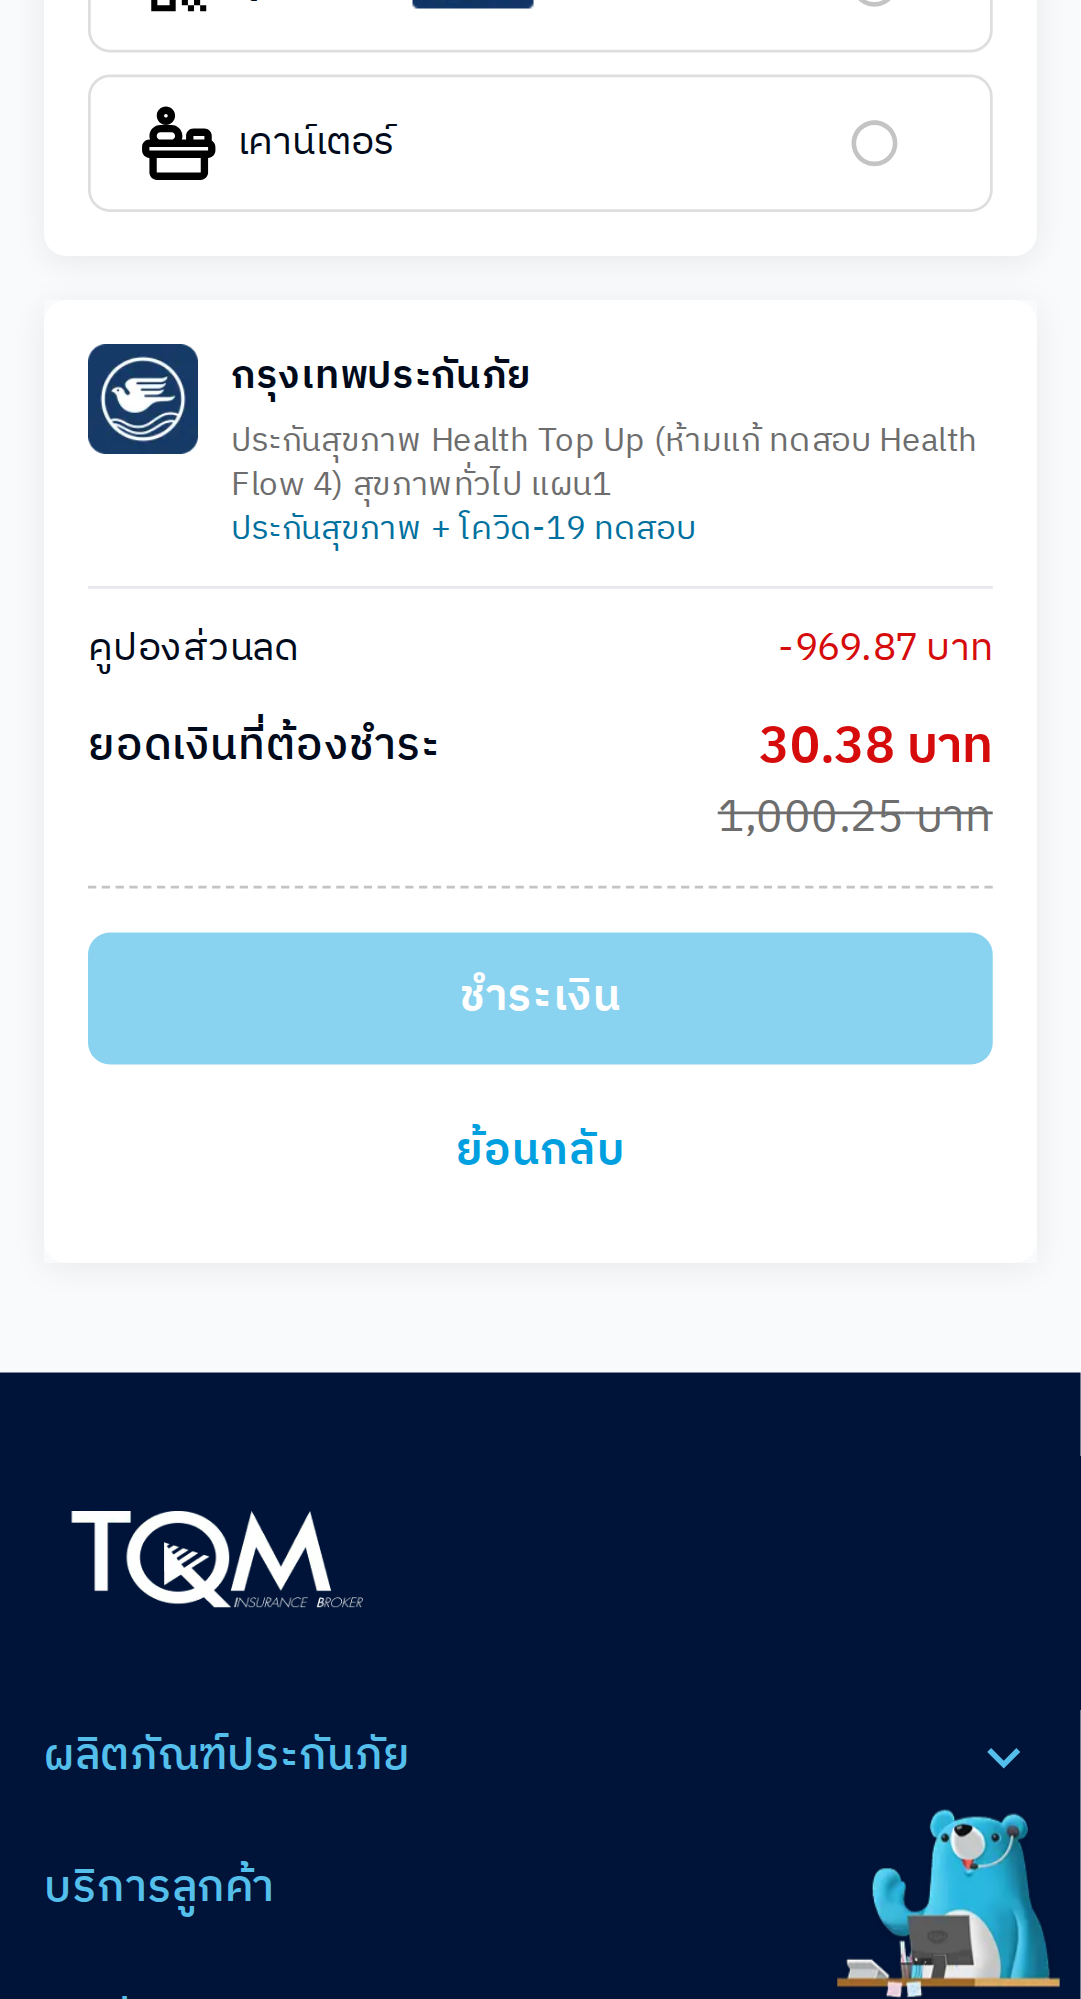 เคาน์เตอร์
กรุงเทพประกันภัย
ประกันสุขภาพ Health Top Up (ห้ามแก้ ทดสอบ Health
Flow 4) สุขภาพทั่วไป แผน1
ประกันสุขภาพ + โควิด-19 ทดสอบ
คูปองส่วนลด -969.87 บาท
ยอดเงินที่ต้องชำระ 30.38 บาท
1,000.25 บาท
ชำระเงิน
ย้อนกลับ
TQM
INSURANCE BROKER
ผลิตภัณฑ์ประกันภัย
บริการลูกค้า